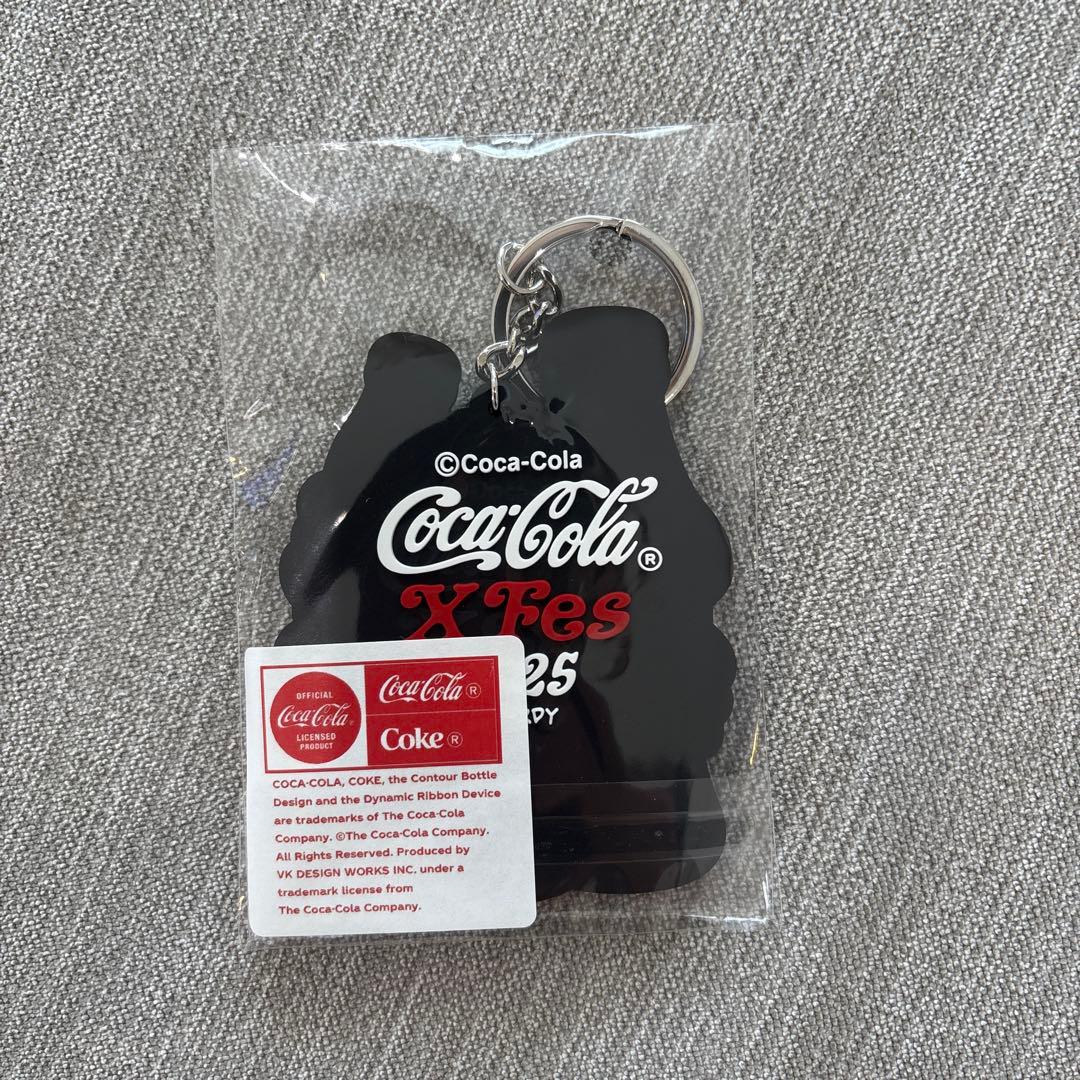 ©Coca-Cola
Coca-Cola®
X Fes
25
OFFICIAL
Coca-Cola®
LICENSED
PRODUCT
Coca-Cola®
Coke®
COCA-COLA, COKE, the Contour Bottle
Design and the Dynamic Ribbon Device
are trademarks of The Coca-Cola
Company. ©The Coca-Cola Company.
All Rights Reserved. Produced by
VK DESIGN WORKS INC. under a
trademark license from
The Coca-Cola Company.